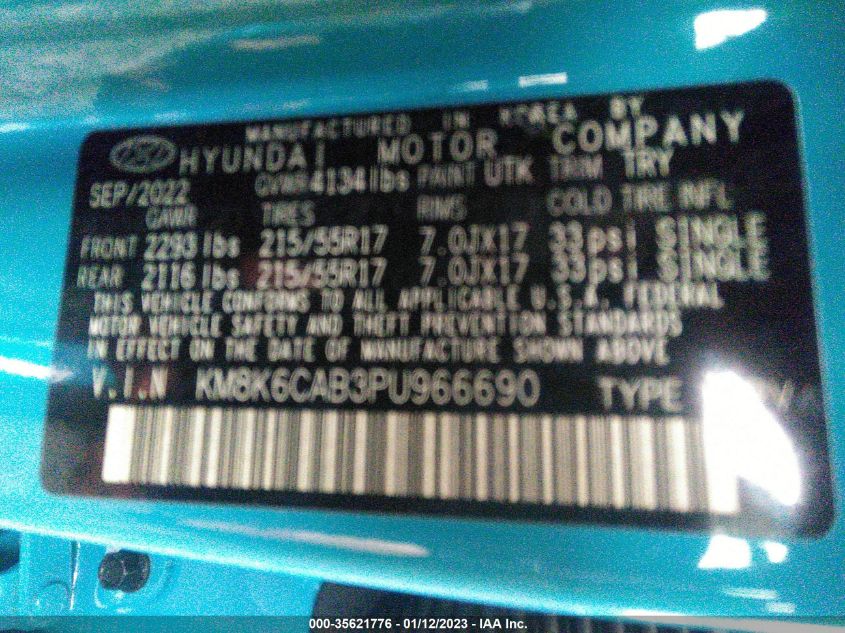 MANUFACTURED IN KOREA BY
HYUNDAI MOTOR COMPANY
SEP/2022 GVWR 4134 lbs PAINT UTK TRIM TRY
GAWR TIRES RIMS COLD TIRE INFL
FRONT 2293 lbs 215/55R17 7.0JX17 33psi SINGLE
REAR 2116 lbs 215/55R17 7.0JX17 33psi SINGLE
THIS VEHICLE CONFORMS TO ALL APPLICABLE U.S.A. FEDERAL
MOTOR VEHICLE SAFETY AND THEFT PREVENTION STANDARDS
IN EFFECT ON THE DATE OF MANUFACTURE SHOWN ABOVE
V.I.N KM8K6CAB3PU966690 TYPE
000-35621776 - 01/12/2023 - IAA Inc.